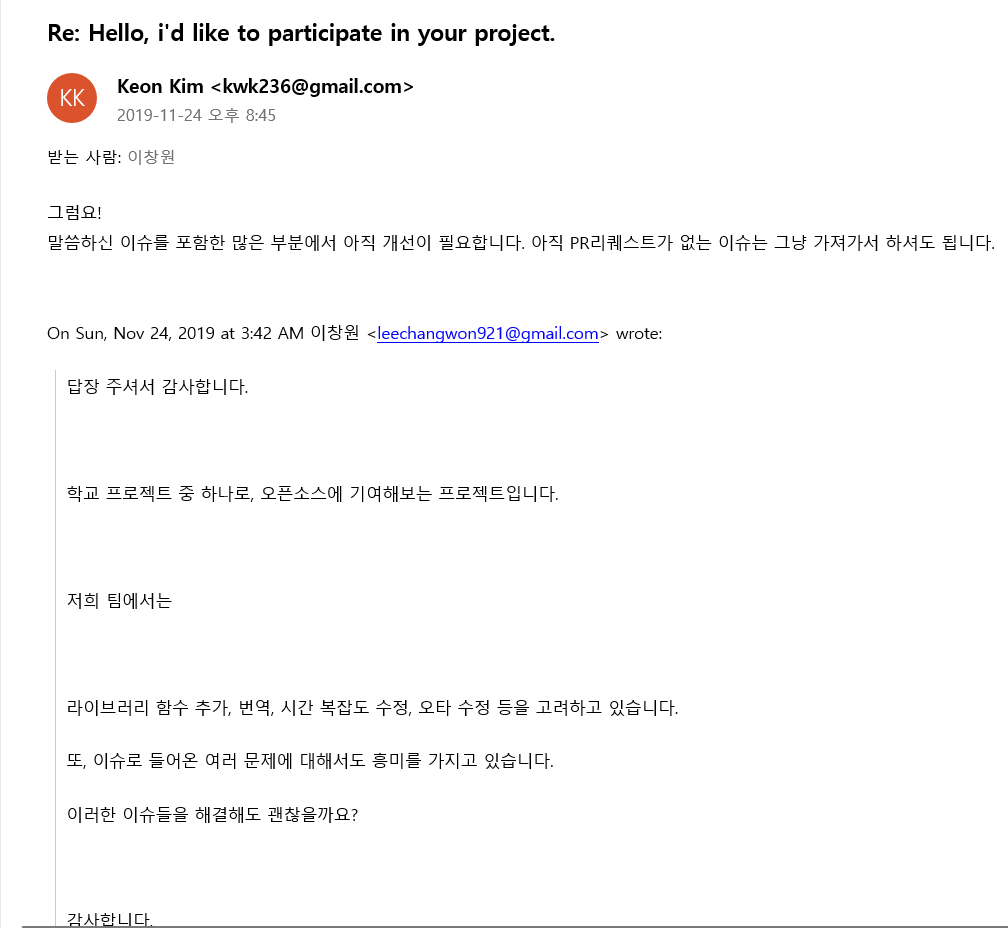 Re: Hello, i'd like to participate in your project.
KK
Keon Kim <kwk236@gmail.com>
2019-11-24 오후 8:45
받는 사람: 이창원
그럼요!
말씀하신 이슈를 포함한 많은 부분에서 아직 개선이 필요합니다. 아직 PR리퀘스트가 없는 이슈는 그냥 가져가서 하셔도 됩니다.
On Sun, Nov 24, 2019 at 3:42 AM 이창원 <leechangwon921@gmail.com> wrote:
답장 주셔서 감사합니다.
학교 프로젝트 중 하나로, 오픈소스에 기여해보는 프로젝트입니다.
저희 팀에서는
라이브러리 함수 추가, 번역, 시간 복잡도 수정, 오타 수정 등을 고려하고 있습니다.
또, 이슈로 들어온 여러 문제에 대해서도 흥미를 가지고 있습니다.
이러한 이슈들을 해결해도 괜찮을까요?
감사합니다.